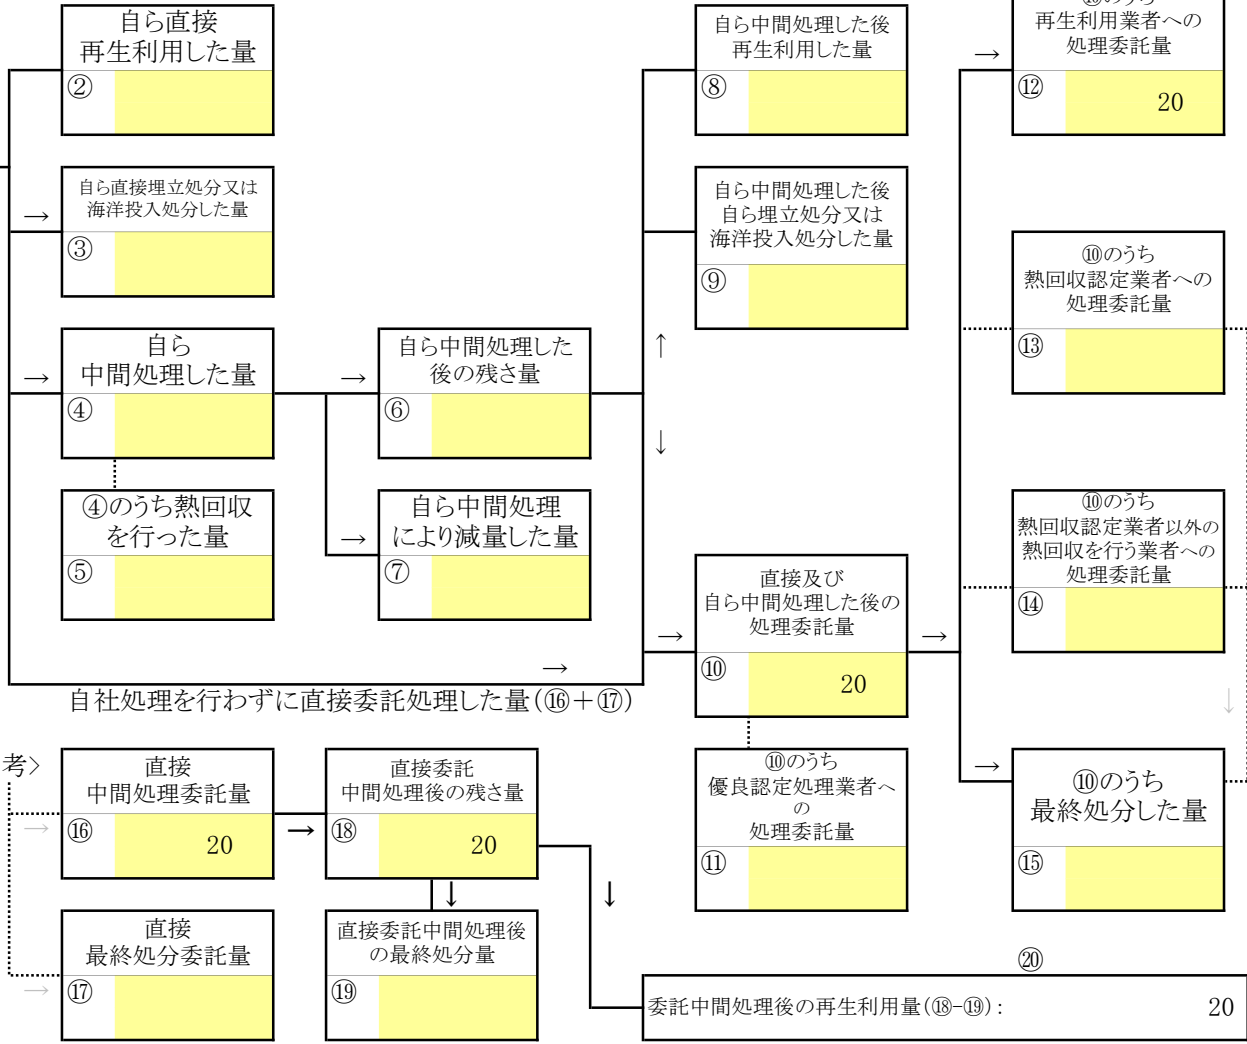 自ら直接
再生利用した量
②
自ら中間処理した後
再生利用した量
⑧
⑩のうち
再生利用業者への
処理委託量
→
⑫
20
自ら直接埋立処分又は
海洋投入処分した量
→
③
自ら中間処理した後
自ら埋立処分又は
海洋投入処分した量
⑨
⑩のうち
熱回収認定業者への
処理委託量
⑬
自ら
中間処理した量
→
④
→
自ら中間処理した
後の残さ量
⑥
↑
↓
④のうち熱回収
を行った量
⑤
→
自ら中間処理
により減量した量
⑦
⑩のうち
熱回収認定業者以外の
熱回収を行う業者への
処理委託量
⑭
直接及び
自ら中間処理した後の
処理委託量
→
→
⑩
20
→
自社処理を行わずに直接委託処理した量(⑯+⑰)
↓
考>
直接
中間処理委託量
→
⑯
20
→
直接委託
中間処理後の残さ量
⑱
20
⑩のうち
優良認定処理業者へ
の
処理委託量
⑪
→
⑩のうち
最終処分した量
⑮
↓
↓
直接
最終処分委託量
→
⑰
直接委託中間処理後
の最終処分量
⑲
⑳
委託中間処理後の再生利用量(⑱-⑲):
20